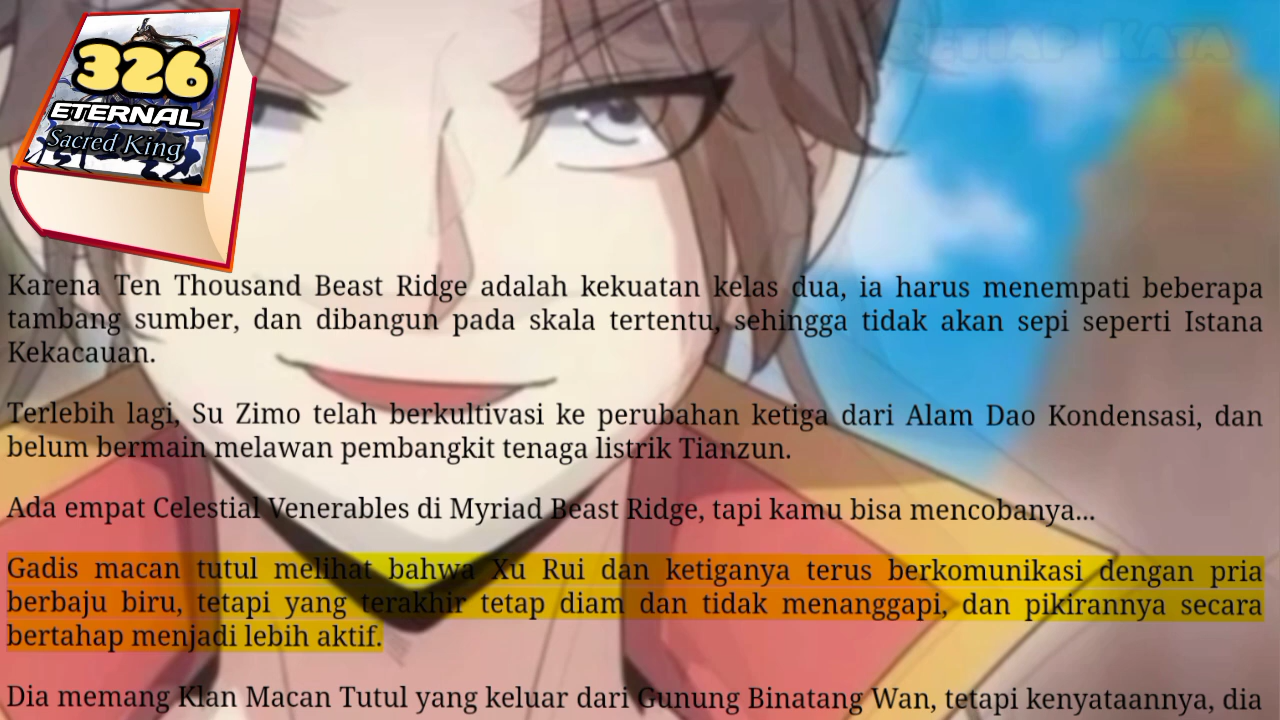 SETIAP KATA
326
ETERNAL
Sacred King
Karena Ten Thousand Beast Ridge adalah kekuatan kelas dua, ia harus menempati beberapa
tambang sumber, dan dibangun pada skala tertentu, sehingga tidak akan sepi seperti Istana
Kekacauan.
Terlebih lagi, Su Zimo telah berkultivasi ke perubahan ketiga dari Alam Dao Kondensasi, dan
belum bermain melawan pembangkit tenaga listrik Tianzun.
Ada empat Celestial Venerables di Myriad Beast Ridge, tapi kamu bisa mencobanya...
Gadis macan tutul melihat bahwa Xu Rui dan ketiganya terus berkomunikasi dengan pria
berbaju biru, tetapi yang terakhir tetap diam dan tidak menanggapi, dan pikirannya secara
bertahap menjadi lebih aktif.
Dia memang Klan Macan Tutul yang keluar dari Gunung Binatang Wan, tetapi kenyataannya, dia